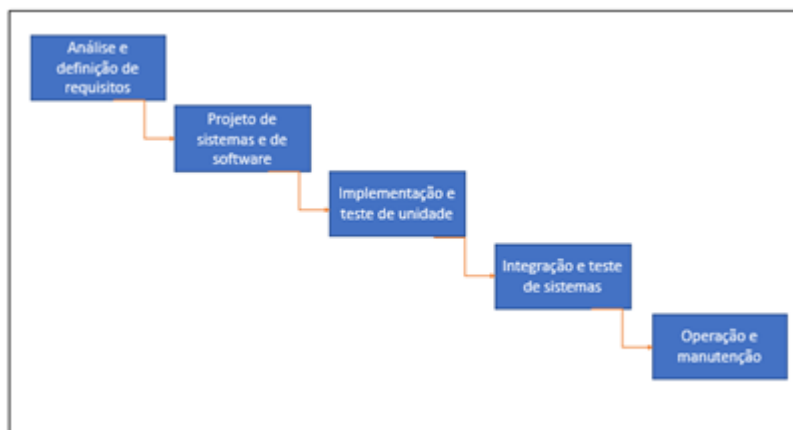 Análise e
definição de
requisitos
Projeto de
sistemas e de
software
Implementação e
teste de unidade
Integração e teste
de sistemas
Operação e
manutenção